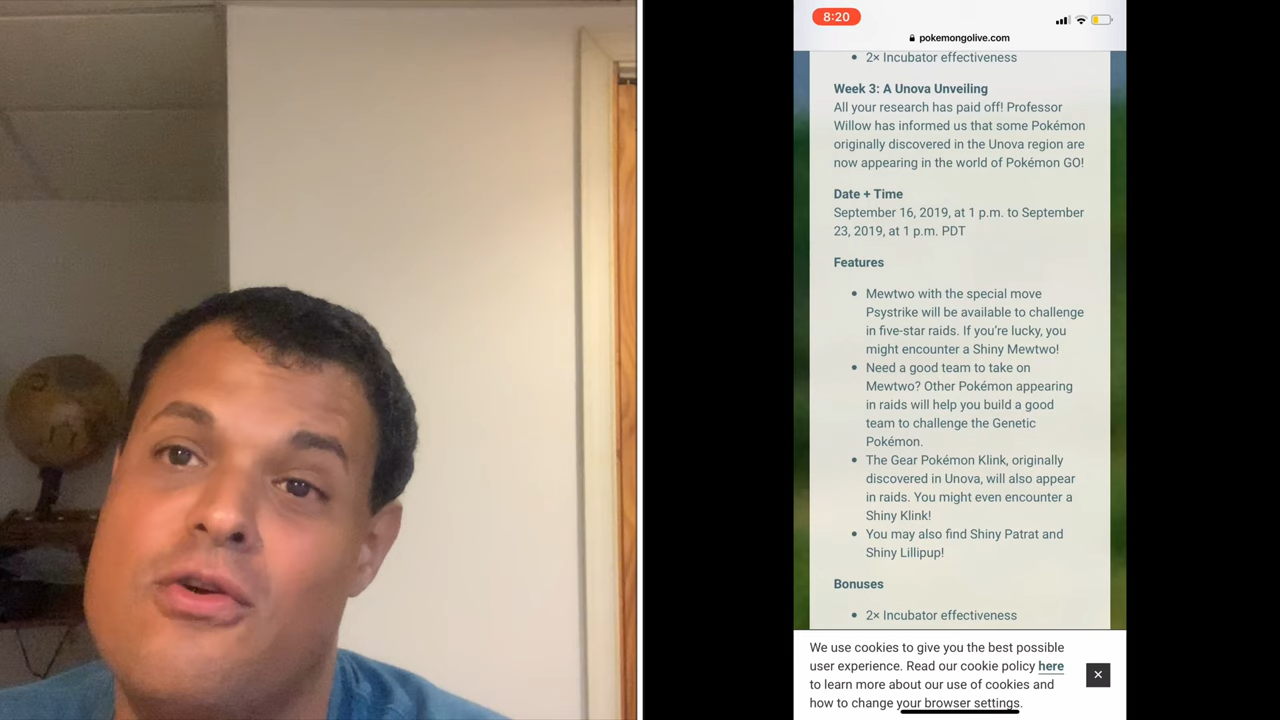 8:20
pokemongolive.com
• 2× Incubator effectiveness
Week 3: A Unova Unveiling
All your research has paid off! Professor
Willow has informed us that some Pokémon
originally discovered in the Unova region are
now appearing in the world of Pokémon GO!
Date + Time
September 16, 2019, at 1 p.m. to September
23, 2019, at 1 p.m. PDT
Features
• Mewtwo with the special move
Psystrike will be available to challenge
in five-star raids. If you’re lucky, you
might encounter a Shiny Mewtwo!
• Need a good team to take on
Mewtwo? Other Pokémon appearing
in raids will help you build a good
team to challenge the Genetic
Pokémon.
• The Gear Pokémon Klink, originally
discovered in Unova, will also appear
in raids. You might even encounter a
Shiny Klink!
• You may also find Shiny Patrat and
Shiny Lillipup!
Bonuses
• 2× Incubator effectiveness
We use cookies to give you the best possible
user experience. Read our cookie policy here
to learn more about our use of cookies and
how to change your browser settings.